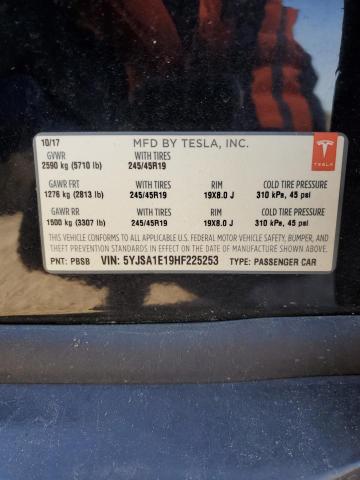 10/17 MFD BY TESLA, INC.
GVWR WITH TIRES
2590 kg (5710 lb) 245/45R19
TESLA
GAWR FRT WITH TIRES RIM COLD TIRE PRESSURE
1276 kg (2813 lb) 245/45R19 19X8.0 J 310 kPa, 45 psi
GAWR RR WITH TIRES RIM COLD TIRE PRESSURE
1500 kg (3307 lb) 245/45R19 19X8.0 J 310 kPa, 45 psi
THIS VEHICLE CONFORMS TO ALL APPLICABLE U.S. FEDERAL MOTOR VEHICLE SAFETY, BUMPER, AND
THEFT PREVENTION STANDARDS IN EFFECT ON THE DATE OF MANUFACTURE SHOWN ABOVE.
PNT: PBSB VIN: 5YJSA1E19HF225253 TYPE: PASSENGER CAR